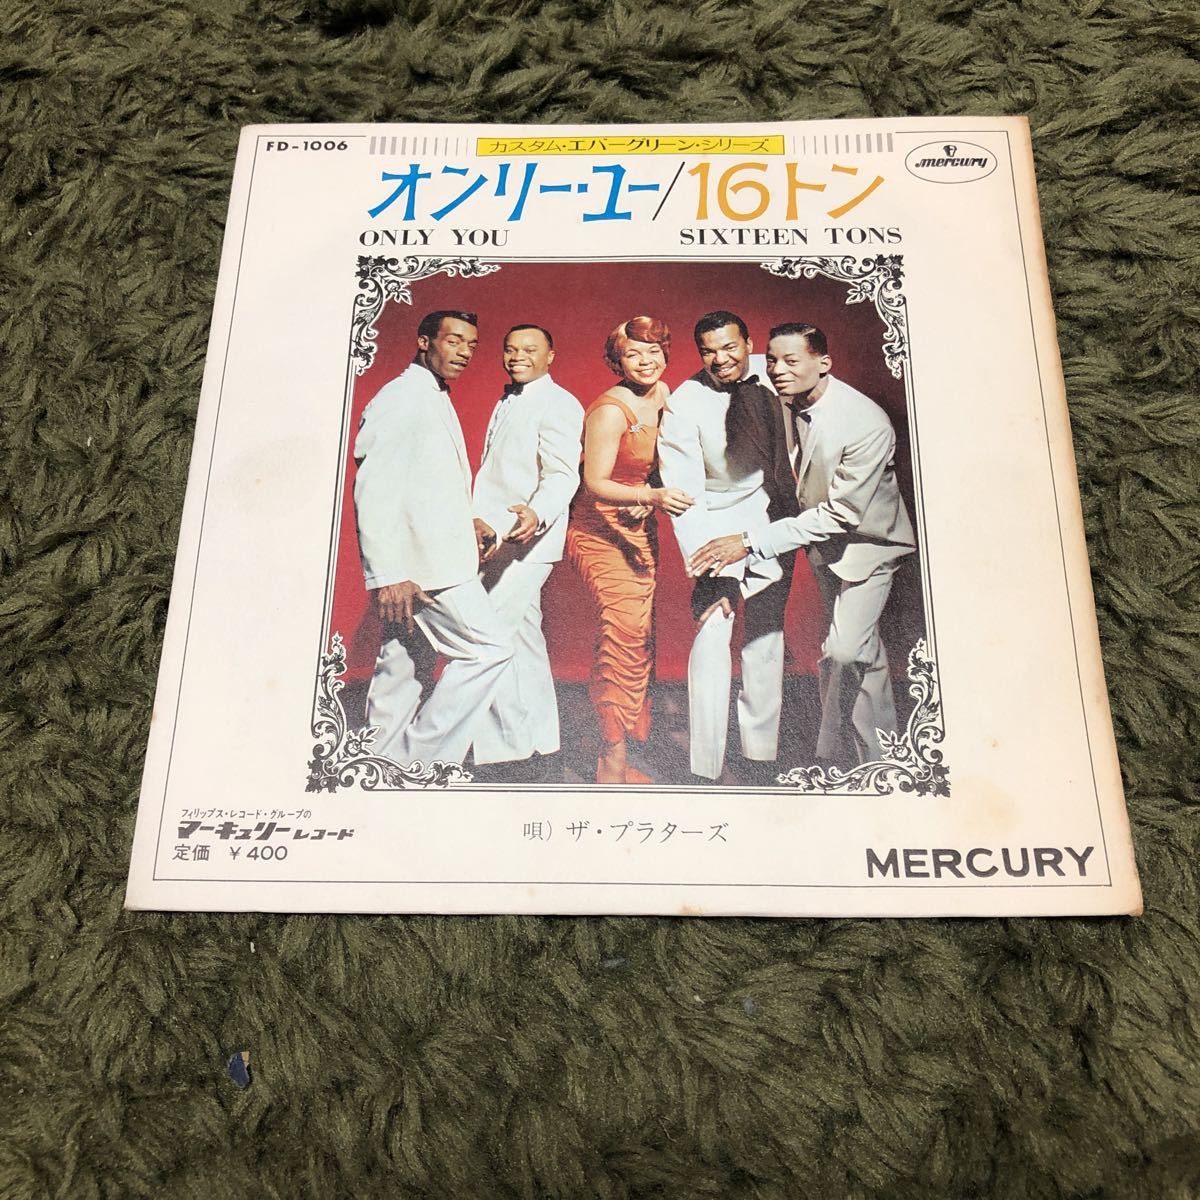 FD-1006
カスタム・エバーグリーン・シリーズ
mercury
オンリー・ユー/16トン
ONLY YOU SIXTEEN TONS
唄) ザ・プラターズ
フィリップス・レコード・グループの
マーキュリーレコード
定価 ¥400
MERCURY